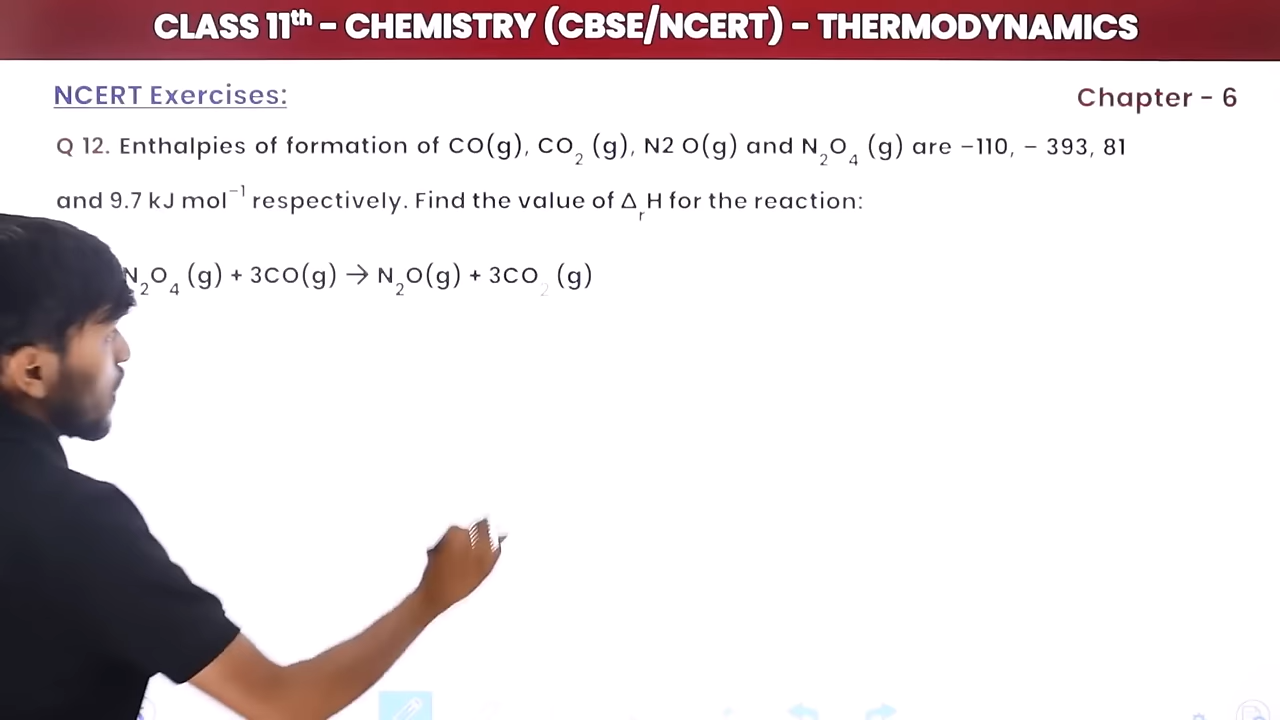 CLASS 11th – CHEMISTRY (CBSE/NCERT) – THERMODYNAMICS
NCERT Exercises:
Chapter - 6
Q 12. Enthalpies of formation of CO(g), CO₂ (g), N2 O(g) and N₂O₄ (g) are –110, – 393, 81
and 9.7 kJ mol⁻¹ respectively. Find the value of ΔᵣH for the reaction:
N₂O₄ (g) + 3CO(g) → N₂O(g) + 3CO₂ (g)